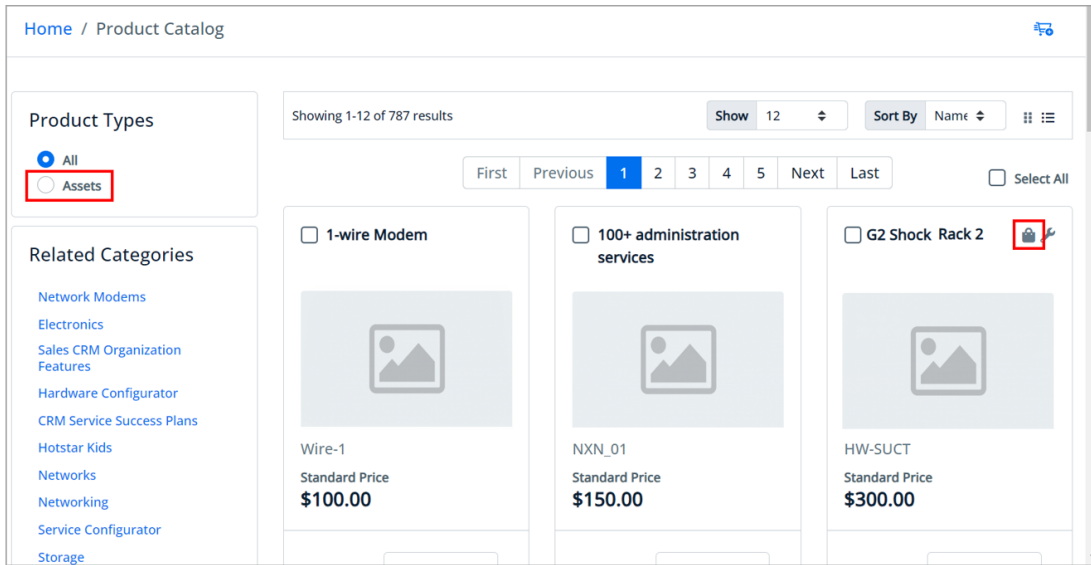 Home / Product Catalog
Product Types
All
Assets
Related Categories
Network Modems
Electronics
Sales CRM Organization
Features
Hardware Configurator
CRM Service Success Plans
Hotstar Kids
Networks
Networking
Service Configurator
Storage
Showing 1-12 of 787 results
Show 12
Sort By Name
First Previous 1 2 3 4 5 Next Last
Select All
1-wire Modem
Wire-1
Standard Price
$100.00
100+ administration
services
NXN_01
Standard Price
$150.00
G2 Shock Rack 2
HW-SUCT
Standard Price
$300.00